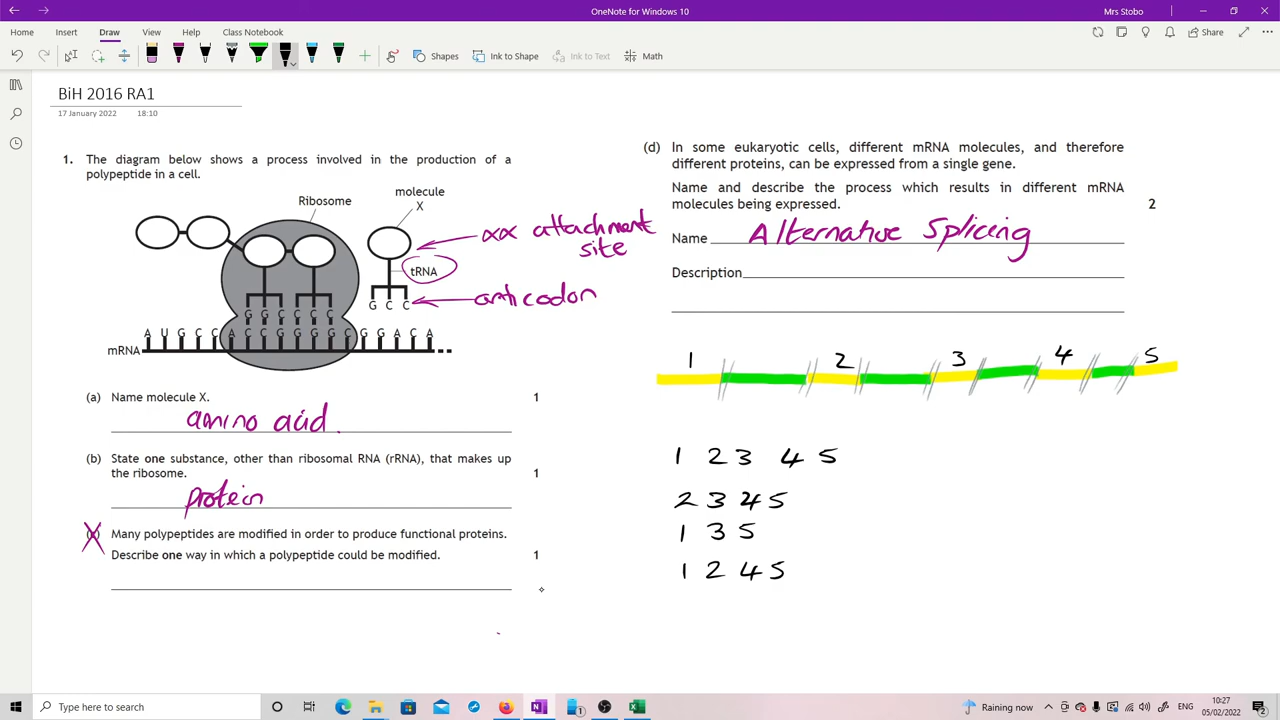 OneNote for Windows 10
Mrs Stobo
Home Insert Draw View Help Class Notebook
Share
Shapes Ink to Shape Ink to Text Math
BiH 2016 RA1
17 January 2022 18:10
1. The diagram below shows a process involved in the production of a
polypeptide in a cell.
molecule
X
Ribosome
αα attachment
site
tRNA
anticodon
G C C
G G C C C C
A U G C C A C C G G G G C G G A C A
mRNA
(a) Name molecule X. 1
amino acid.
(b) State one substance, other than ribosomal RNA (rRNA), that makes up
the ribosome. 1
protein
(c) Many polypeptides are modified in order to produce functional proteins.
Describe one way in which a polypeptide could be modified. 1
(d) In some eukaryotic cells, different mRNA molecules, and therefore
different proteins, can be expressed from a single gene.
Name and describe the process which results in different mRNA
molecules being expressed. 2
Name Alternative Splicing
Description
1 2 3 4 5
1 2 3 4 5
2 3 4 5
1 3 5
1 2 4 5
Type here to search
Raining now
ENG
10:27
05/02/2022